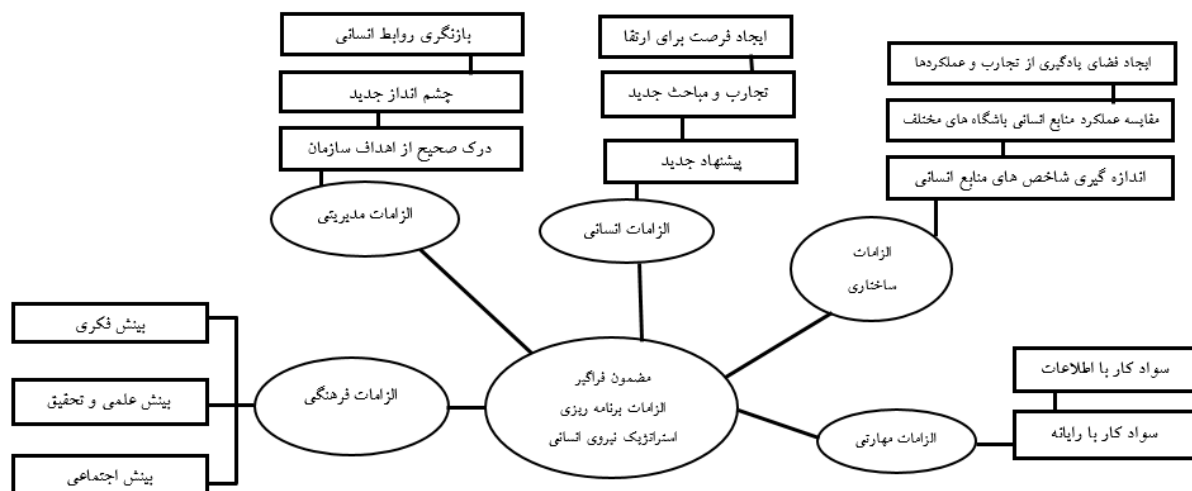 بازنگری روابط انسانی
چشم انداز جدید
درک صحیح از اهداف سازمان
الزامات مدیریتی
ایجاد فرصت برای ارتقا
تجارب و مباحث جدید
پیشنهاد جدید
الزامات انسانی
ایجاد فضای یادگیری از تجارب و عملکردها
مقایسه عملکرد منابع انسانی باشگاه های مختلف
اندازه گیری شاخص های منابع انسانی
الزامات
ساختاری
سواد کار با اطلاعات
سواد کار با رایانه
الزامات مهارتی
مضمون فراگیر
الزامات برنامه ریزی
استراتژیک نیروی انسانی
الزامات فرهنگی
بینش فکری
بینش علمی و تحقیق
بینش اجتماعی